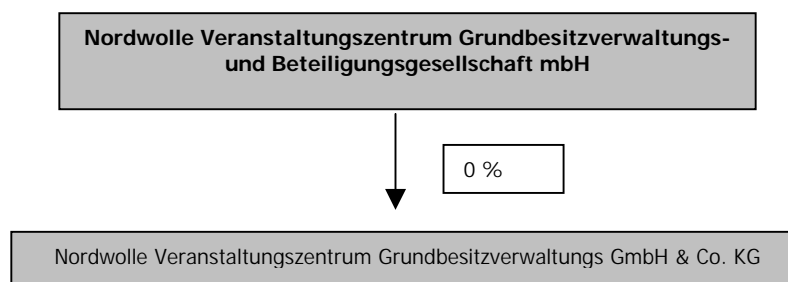 Nordwolle Veranstaltungszentrum Grundbesitzverwaltungs-
und Beteiligungsgesellschaft mbH
0 %
Nordwolle Veranstaltungszentrum Grundbesitzverwaltungs GmbH & Co. KG